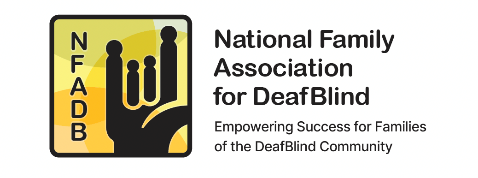 NFADB
National Family
Association
for DeafBlind
Empowering Success for Families
of the DeafBlind Community